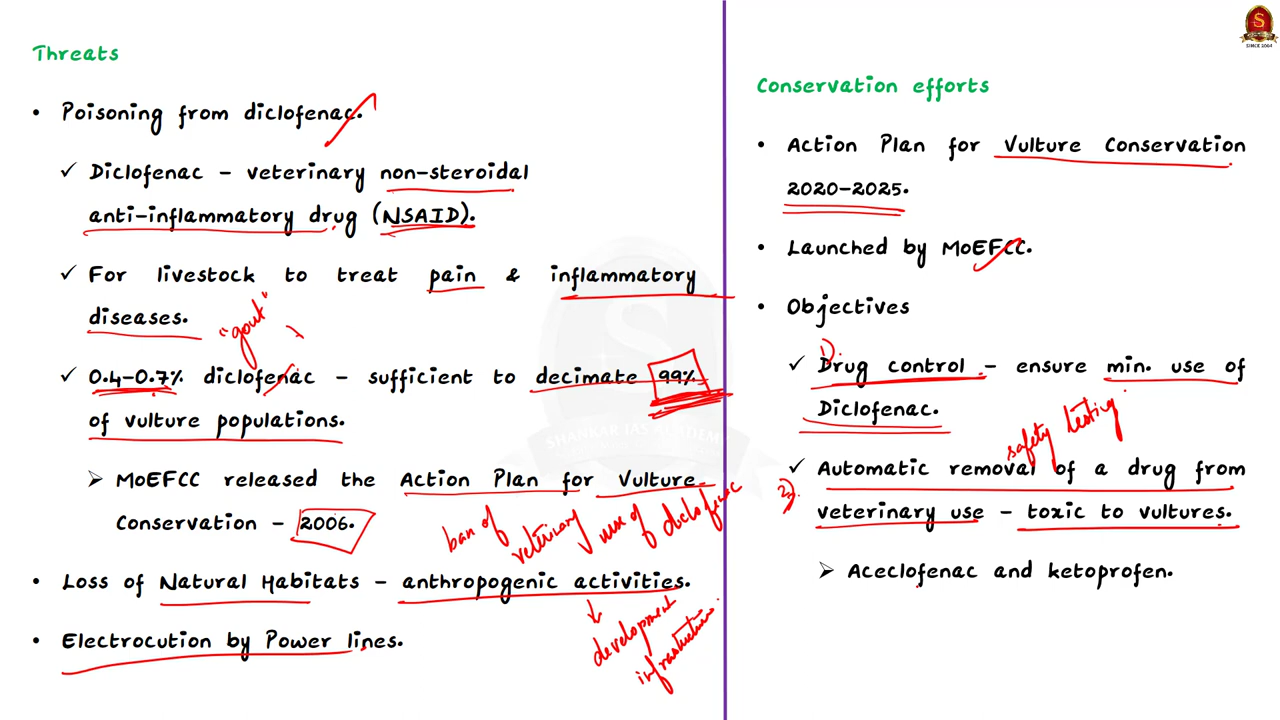 Threats
• Poisoning from diclofenac.
✓ Diclofenac – veterinary non-steroidal
anti-inflammatory drug (NSAID).
✓ For livestock to treat pain & inflammatory
diseases.
"gout"
✓ 0.4-0.7% diclofenac – sufficient to decimate 99%
of vulture populations.
➤ MoEFCC released the Action Plan for Vulture
Conservation – 2006.
ban of veterinary use of diclofenac
• Loss of Natural Habitats – anthropogenic activities.
development
infrastructure
• Electrocution by Power lines.
S
SINCE 2004
Conservation efforts
• Action Plan for Vulture Conservation
2020-2025.
• Launched by MoEFCC.
• Objectives
1).
✓ Drug control – ensure min. use of
Diclofenac.
safety testing
2).
✓ Automatic removal of a drug from
veterinary use – toxic to vultures.
➤ Aceclofenac and ketoprofen.
S
SHANKAR IAS ACADEMY